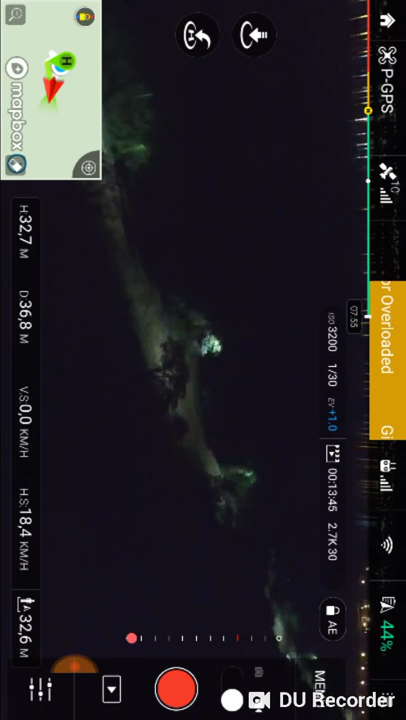 P-GPS
10
or Overloaded
Gi
44%
07:55
ISO 3200 1/30 EV +1.0
00:13:45 2.7K 30
AE
H
mapbox
H: 32,7 M
D: 36,8 M
V.S: 0,0 KM/H
H.S: 18,4 KM/H
A 32,6 M
DU Recorder